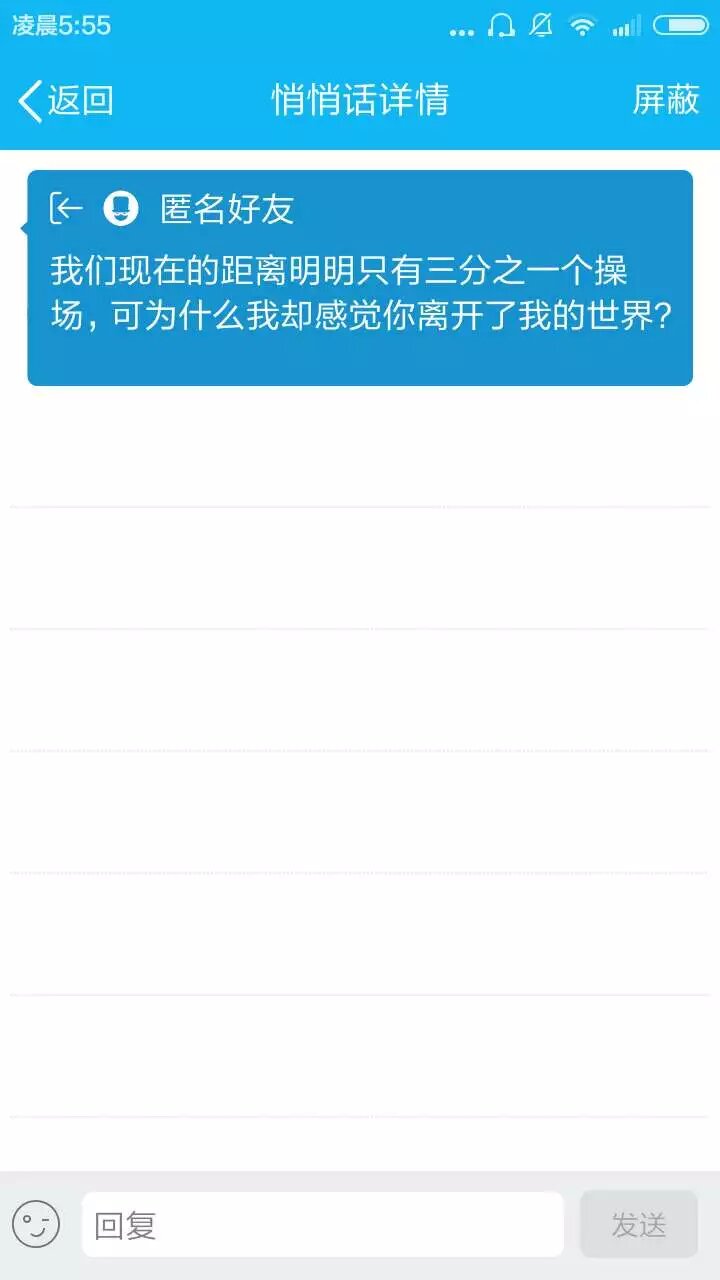 凌晨5:55
返回
悄悄话详情
屏蔽
匿名好友
我们现在的距离明明只有三分之一个操
场，可为什么我却感觉你离开了我的世界？
回复
发送